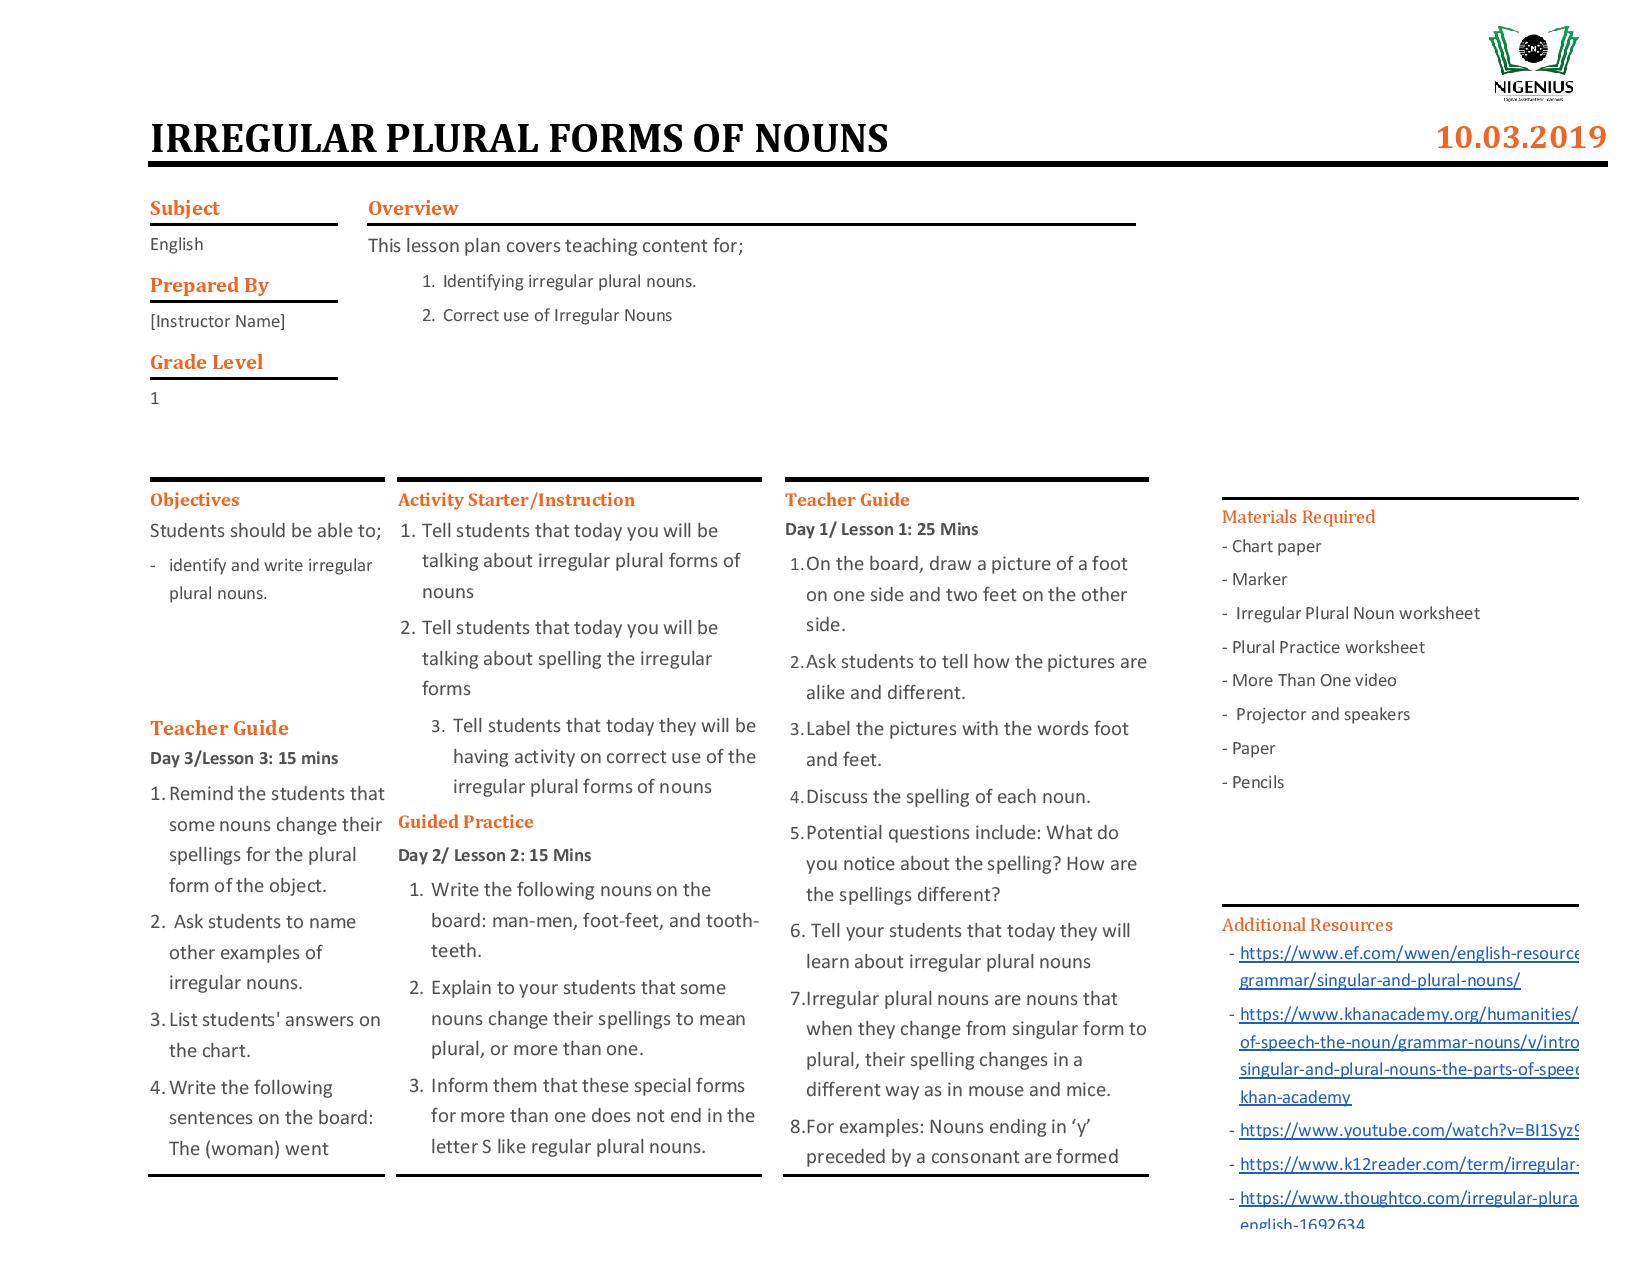 NIGENIUS
IRREGULAR PLURAL FORMS OF NOUNS
10.03.2019
Subject
English
Prepared By
[Instructor Name]
Grade Level
1
Overview
This lesson plan covers teaching content for;
1. Identifying irregular plural nouns.
2. Correct use of Irregular Nouns
Objectives
Students should be able to;
- identify and write irregular
plural nouns.
Teacher Guide
Day 3/Lesson 3: 15 mins
1. Remind the students that
some nouns change their
spellings for the plural
form of the object.
2. Ask students to name
other examples of
irregular nouns.
3. List students' answers on
the chart.
4. Write the following
sentences on the board:
The (woman) went
Activity Starter/Instruction
1. Tell students that today you will be
talking about irregular plural forms of
nouns
2. Tell students that today you will be
talking about spelling the irregular
forms
3. Tell students that today they will be
having activity on correct use of the
irregular plural forms of nouns
Guided Practice
Day 2/ Lesson 2: 15 Mins
1. Write the following nouns on the
board: man-men, foot-feet, and tooth-
teeth.
2. Explain to your students that some
nouns change their spellings to mean
plural, or more than one.
3. Inform them that these special forms
for more than one does not end in the
letter S like regular plural nouns.
Teacher Guide
Day 1/ Lesson 1: 25 Mins
1.On the board, draw a picture of a foot
on one side and two feet on the other
side.
2.Ask students to tell how the pictures are
alike and different.
3.Label the pictures with the words foot
and feet.
4.Discuss the spelling of each noun.
5.Potential questions include: What do
you notice about the spelling? How are
the spellings different?
6. Tell your students that today they will
learn about irregular plural nouns
7.Irregular plural nouns are nouns that
when they change from singular form to
plural, their spelling changes in a
different way as in mouse and mice.
8.For examples: Nouns ending in ‘y’
preceded by a consonant are formed
Materials Required
- Chart paper
- Marker
- Irregular Plural Noun worksheet
- Plural Practice worksheet
- More Than One video
- Projector and speakers
- Paper
- Pencils
Additional Resources
- https://www.ef.com/wwen/english-resource
grammar/singular-and-plural-nouns/
- https://www.khanacademy.org/humanities/
of-speech-the-noun/grammar-nouns/v/intro
singular-and-plural-nouns-the-parts-of-speec
khan-academy
- https://www.youtube.com/watch?v=BI1Syz9
- https://www.k12reader.com/term/irregular-
- https://www.thoughtco.com/irregular-plura
english-1692634